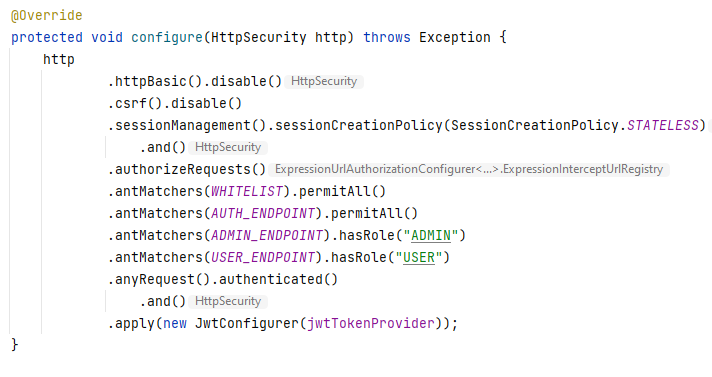 @Override
protected void configure(HttpSecurity http) throws Exception {
http
.httpBasic().disable() HttpSecurity
.csrf().disable()
.sessionManagement().sessionCreationPolicy(SessionCreationPolicy.STATELESS)
.and() HttpSecurity
.authorizeRequests() ExpressionUrlAuthorizationConfigurer<...>.ExpressionInterceptUrlRegistry
.antMatchers(WHITELIST).permitAll()
.antMatchers(AUTH_ENDPOINT).permitAll()
.antMatchers(ADMIN_ENDPOINT).hasRole("ADMIN")
.antMatchers(USER_ENDPOINT).hasRole("USER")
.anyRequest().authenticated()
.and() HttpSecurity
.apply(new JwtConfigurer(jwtTokenProvider));
}